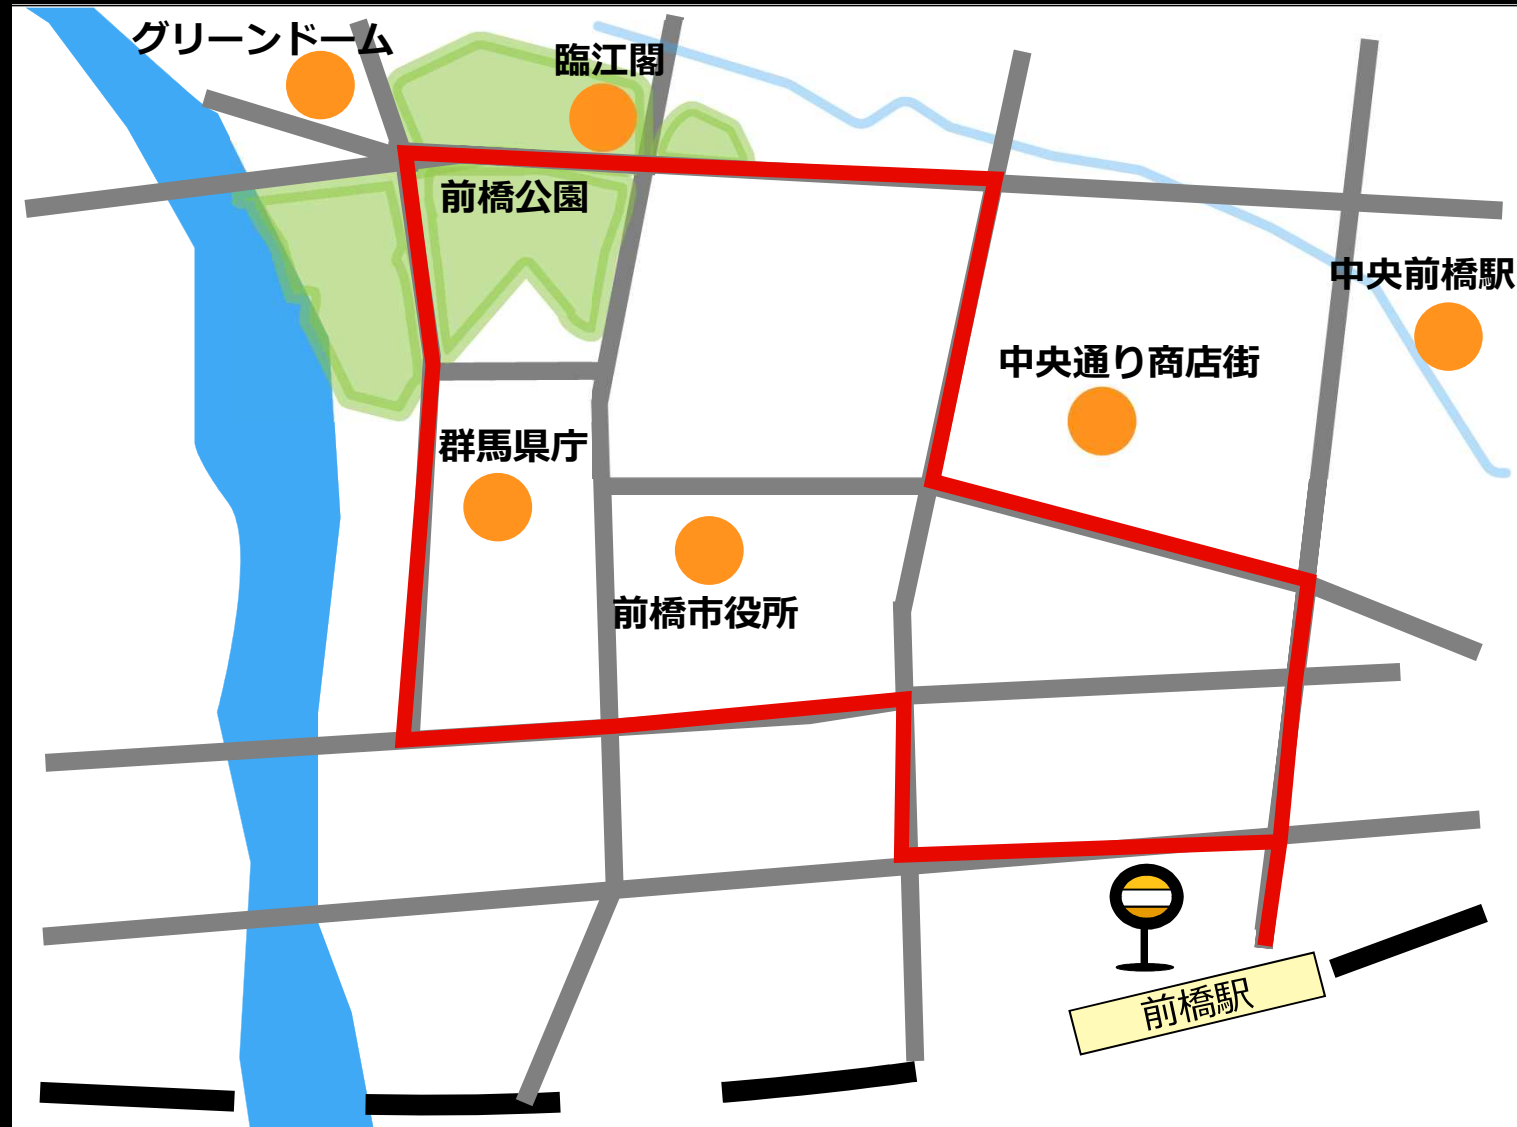 グリーンドーム
臨江閣
前橋公園
中央前橋駅
中央通り商店街
群馬県庁
前橋市役所
前橋駅